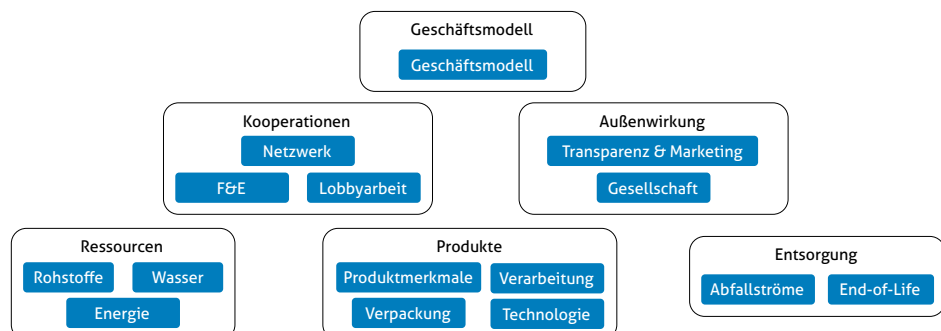 Geschäftsmodell
Geschäftsmodell
Kooperationen
Netzwerk
F&E
Lobbyarbeit
Außenwirkung
Transparenz & Marketing
Gesellschaft
Ressourcen
Rohstoffe
Wasser
Energie
Produkte
Produktmerkmale
Verarbeitung
Verpackung
Technologie
Entsorgung
Abfallströme
End-of-Life